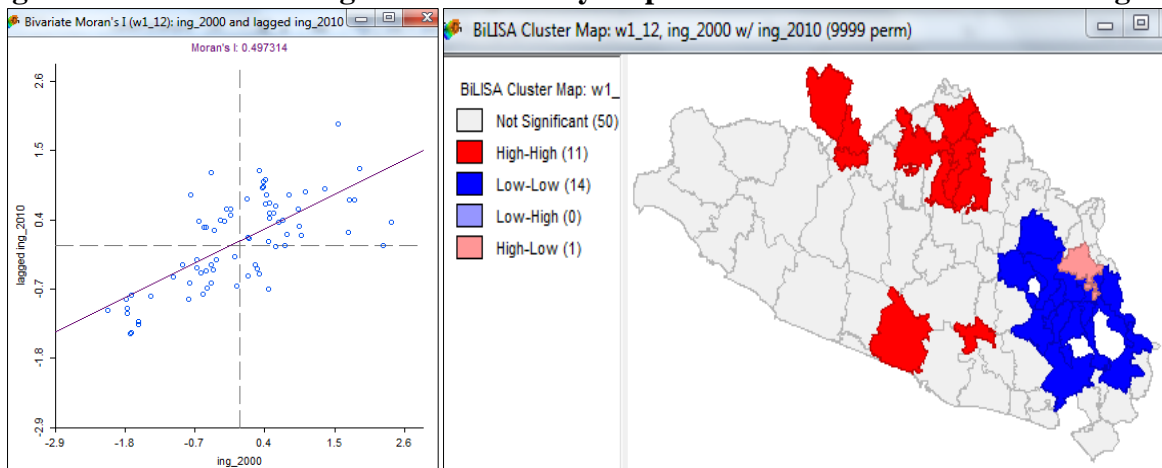 Bivariate Moran's I (w1_12): ing_2000 and lagged ing_2010
Moran's I: 0.497314
lagged ing_2010
2.6
1.5
0.4
-0.7
-1.8
-2.9
-2.9 -1.8 -0.7 0.4 1.5 2.6
ing_2000
BiLISA Cluster Map: w1_12, ing_2000 w/ ing_2010 (9999 perm)
BiLISA Cluster Map: w1_
Not Significant (50)
High-High (11)
Low-Low (14)
Low-High (0)
High-Low (1)